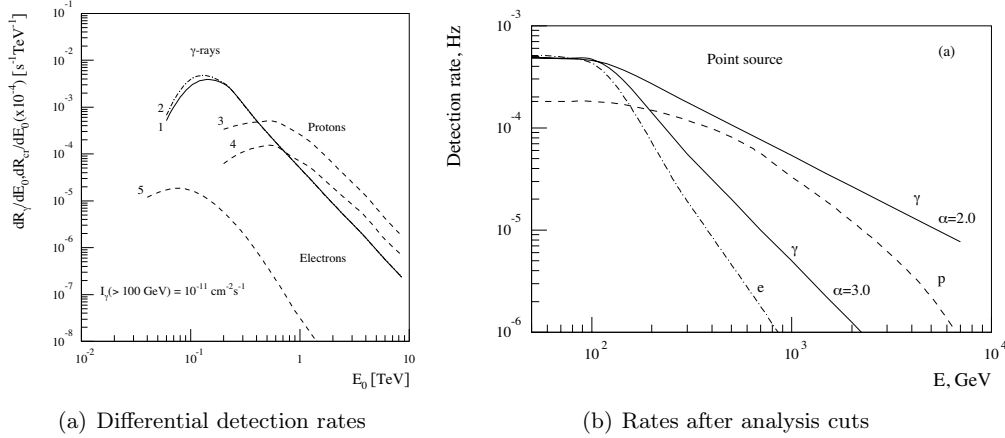 dR_γ/dE_0,dR_cr/dE_0(x10^-4) [s^-1TeV^-1]
10^-1
10^-2
10^-3
10^-4
10^-5
10^-6
10^-7
10^-8
γ-rays
2
1
3
4
5
Protons
Electrons
I_γ(> 100 GeV) = 10^-11 cm^-2s^-1
10^-2
10^-1
1
10
E_0 [TeV]
(a) Differential detection rates
Detection rate, Hz
10^-3
10^-4
10^-5
10^-6
(a)
Point source
γ
α=2.0
γ
α=3.0
e
p
10^2
10^3
10^4
E, GeV
(b) Rates after analysis cuts